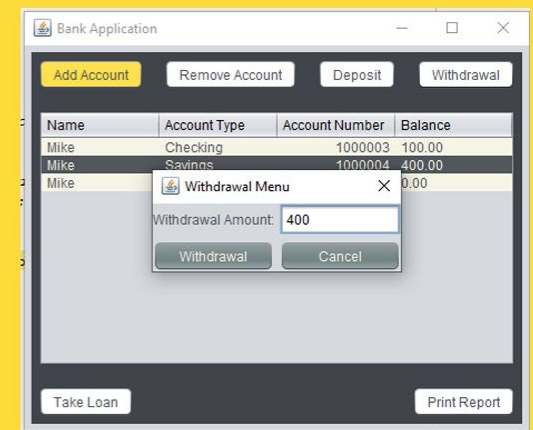 Bank Application
Add Account Remove Account Deposit Withdrawal
Name Account Type Account Number Balance
Mike Checking 1000003 100.00
Mike Savings 1000004 400.00
Mike 0.00
Withdrawal Menu
Withdrawal Amount: 400
Withdrawal Cancel
Take Loan Print Report